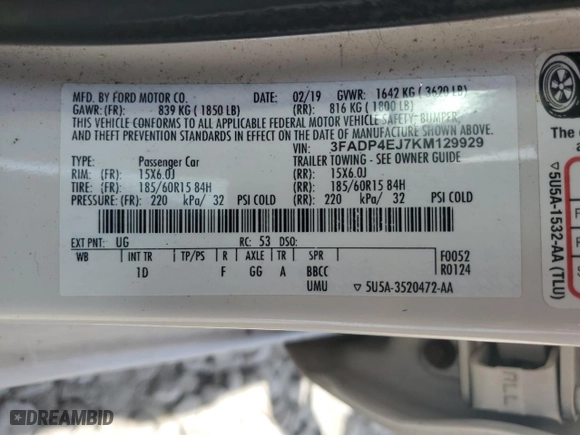 MFD. BY FORD MOTOR CO. DATE: 02/19 GVWR: 1642 KG ( 3620 LB)
GAWR: (FR): 839 KG ( 1850 LB) (RR): 816 KG ( 1800 LB)
THIS VEHICLE CONFORMS TO ALL APPLICABLE FEDERAL MOTOR VEHICLE SAFETY, BUMPER,
AND THEFT PREVENTION STANDARDS IN EFFECT ON THE DATE OF MANUFACTURE SHOWN ABOVE.
VIN: 3FADP4EJ7KM129929
TYPE: Passenger Car TRAILER TOWING - SEE OWNER GUIDE
RIM: (FR): 15X6.0J (RR): 15X6.0J
TIRE: (FR): 185/60R15 84H (RR): 185/60R15 84H
PRESSURE: (FR): 220 kPa/ 32 PSI COLD (RR): 220 kPa/ 32 PSI COLD
EXT PNT: UG RC: 53 DSO:
WB INT TR TP/PS R AXLE TR SPR F0052
1D F GG A BBCC R0124
UMU ▽ 5U5A-3520472-AA
The
▽ 5U5A-1532-AA (TLU)
RLL
DREAMBID